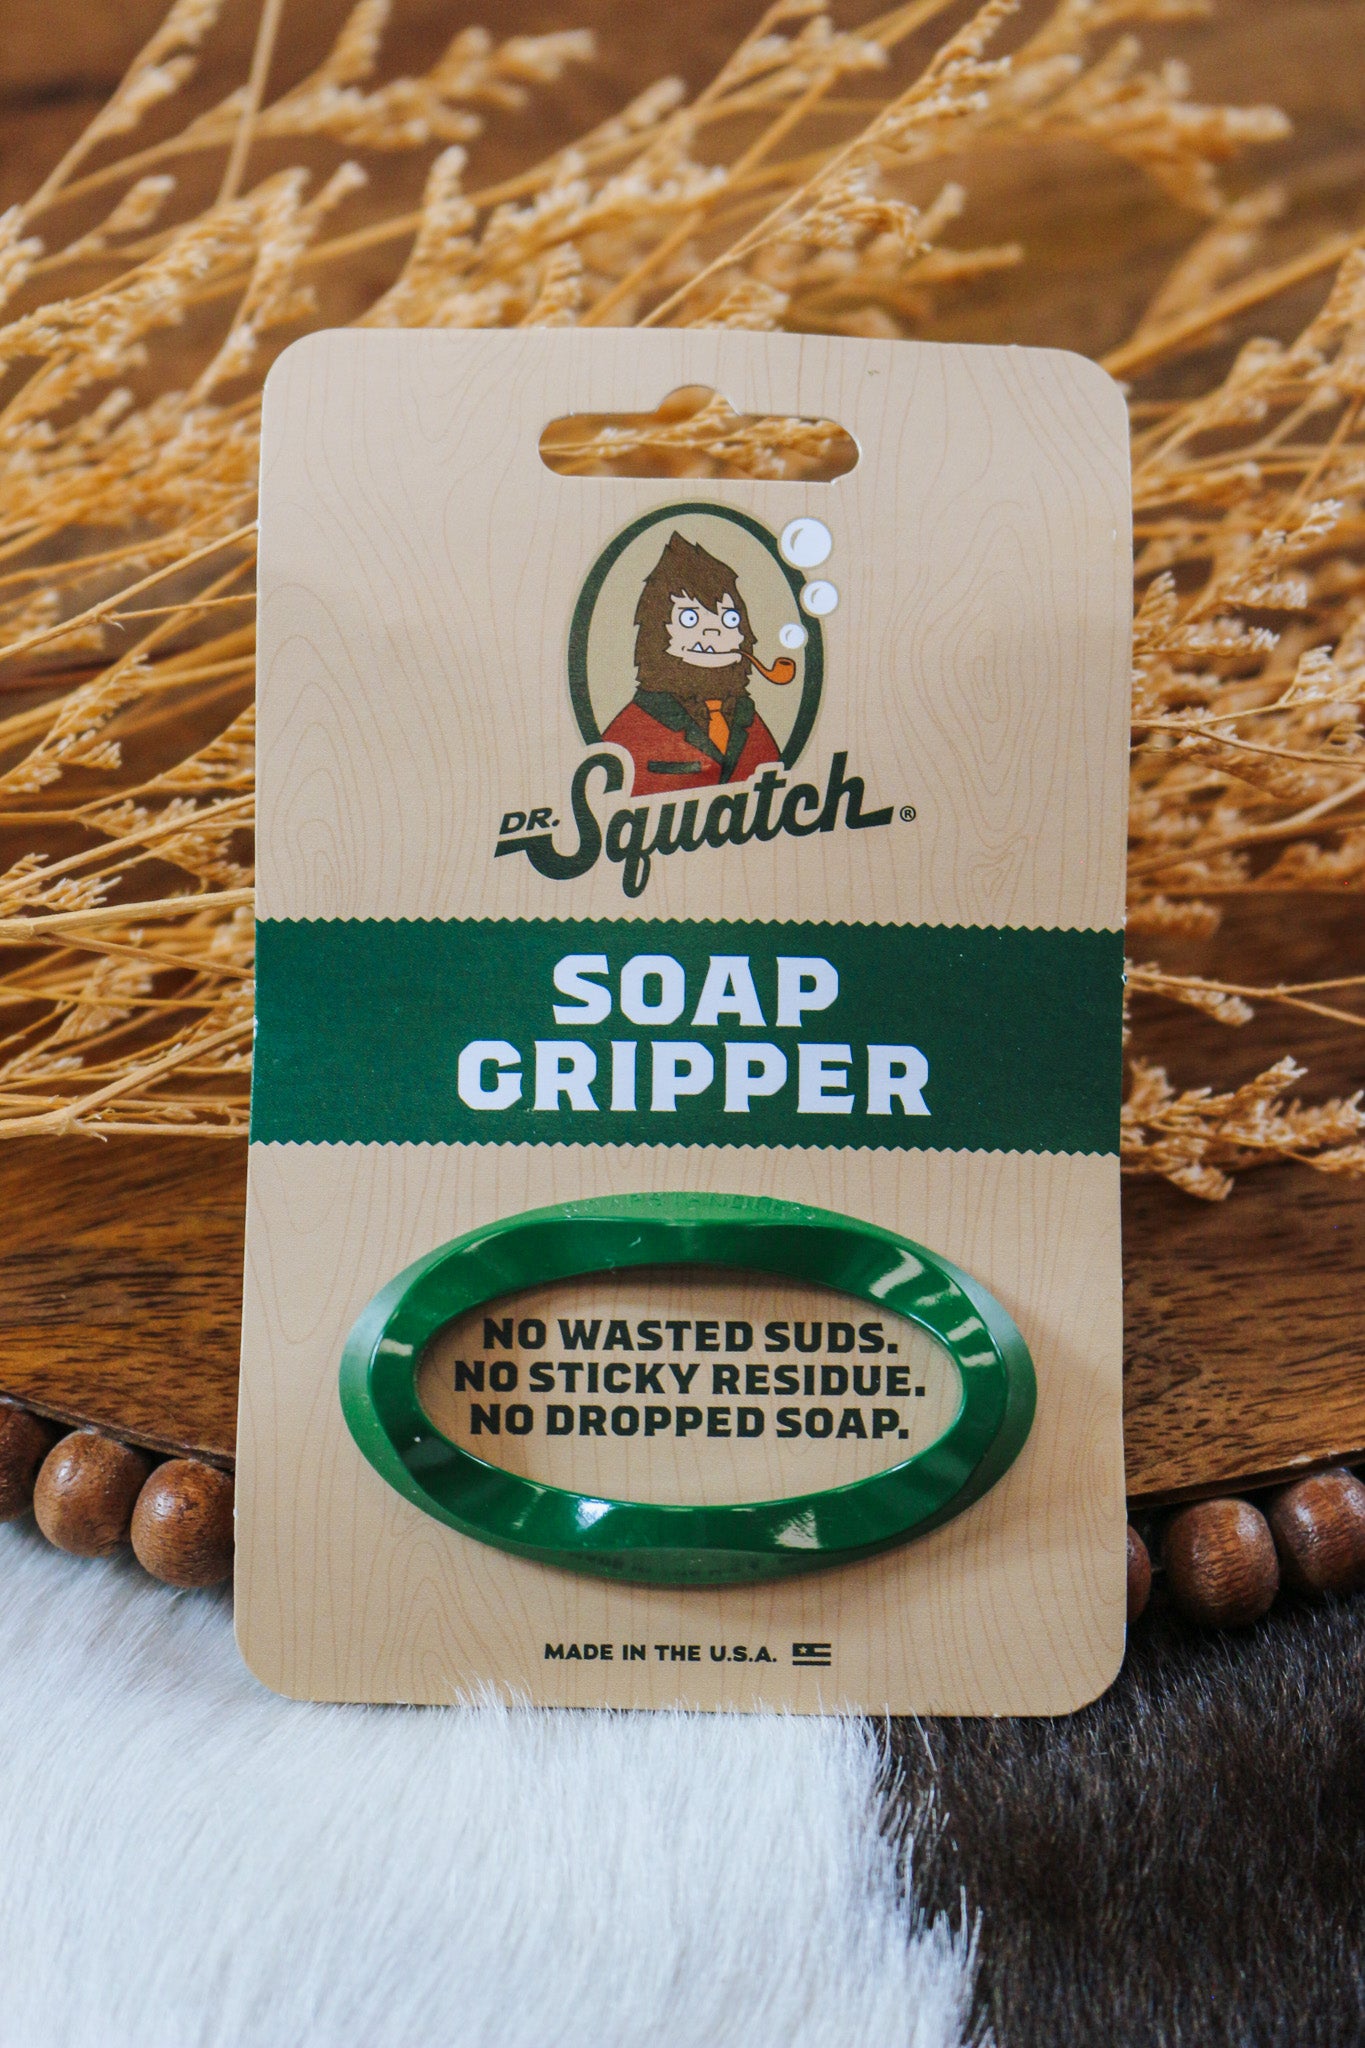 DR. Squatch®
SOAP
GRIPPER
NO WASTED SUDS.
NO STICKY RESIDUE.
NO DROPPED SOAP.
MADE IN THE U.S.A.